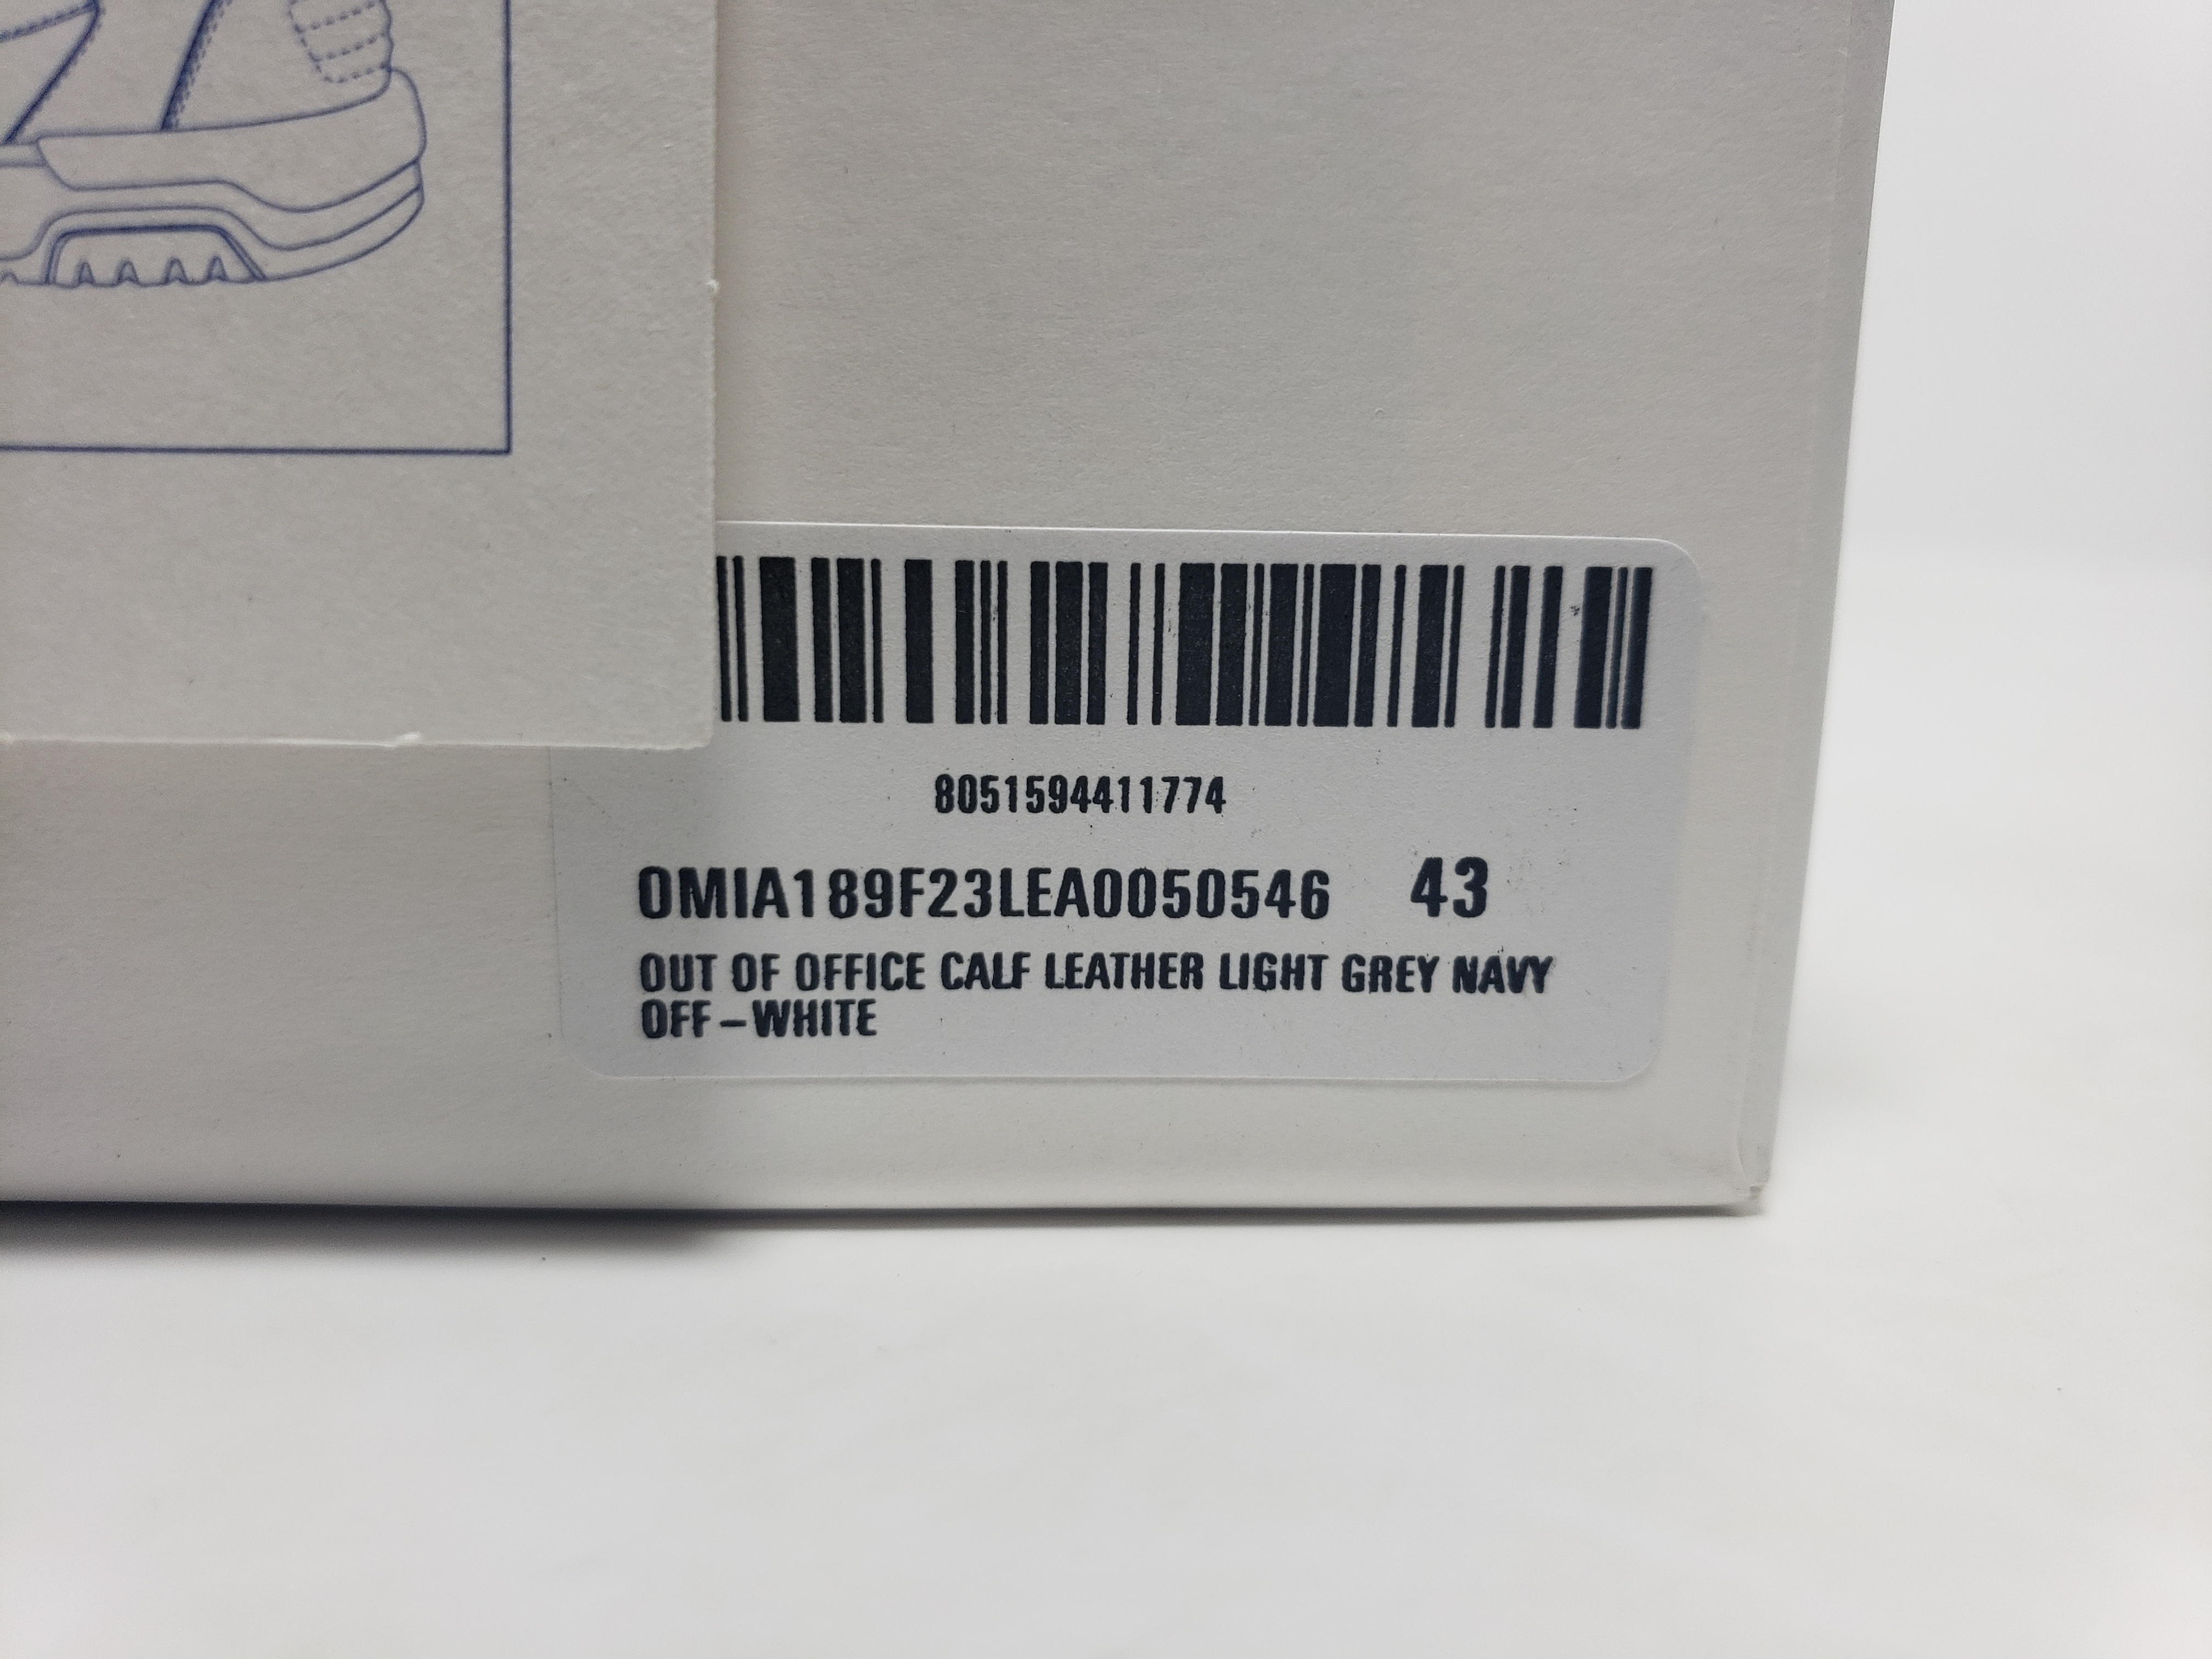 8051594411774
OMIA189F23LEA0050546 43
OUT OF OFFICE CALF LEATHER LIGHT GREY NAVY
OFF-WHITE